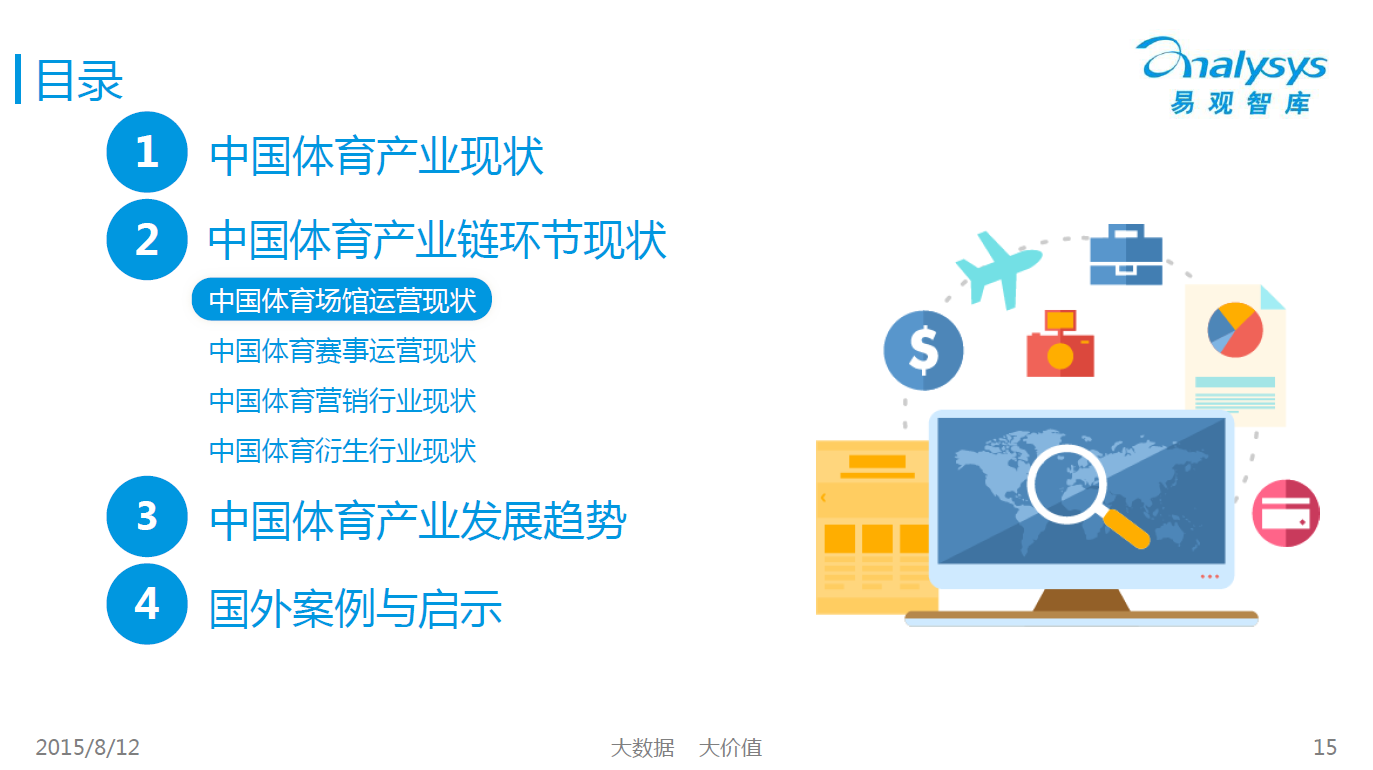 目录
Analysys
易观智库
1 中国体育产业现状
2 中国体育产业链环节现状
中国体育场馆运营现状
中国体育赛事运营现状
中国体育营销行业现状
中国体育衍生行业现状
3 中国体育产业发展趋势
4 国外案例与启示
$
2015/8/12 大数据 大价值 15